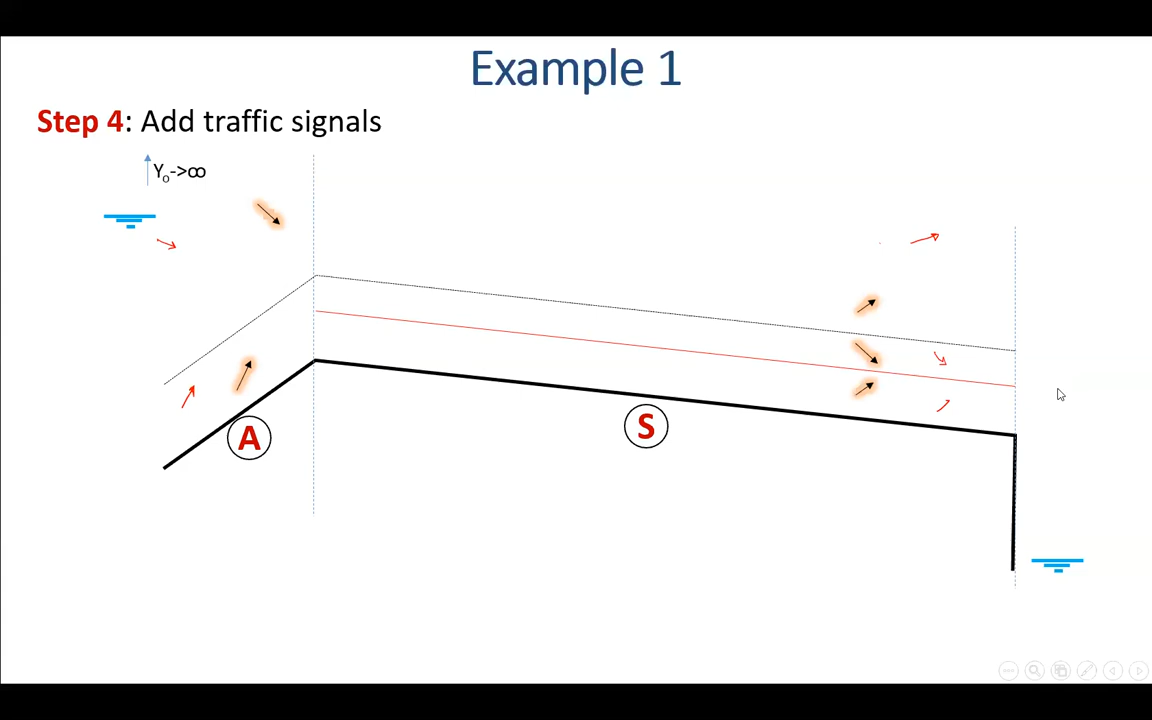 Example 1
Step 4: Add traffic signals
Yo->∞
A
S